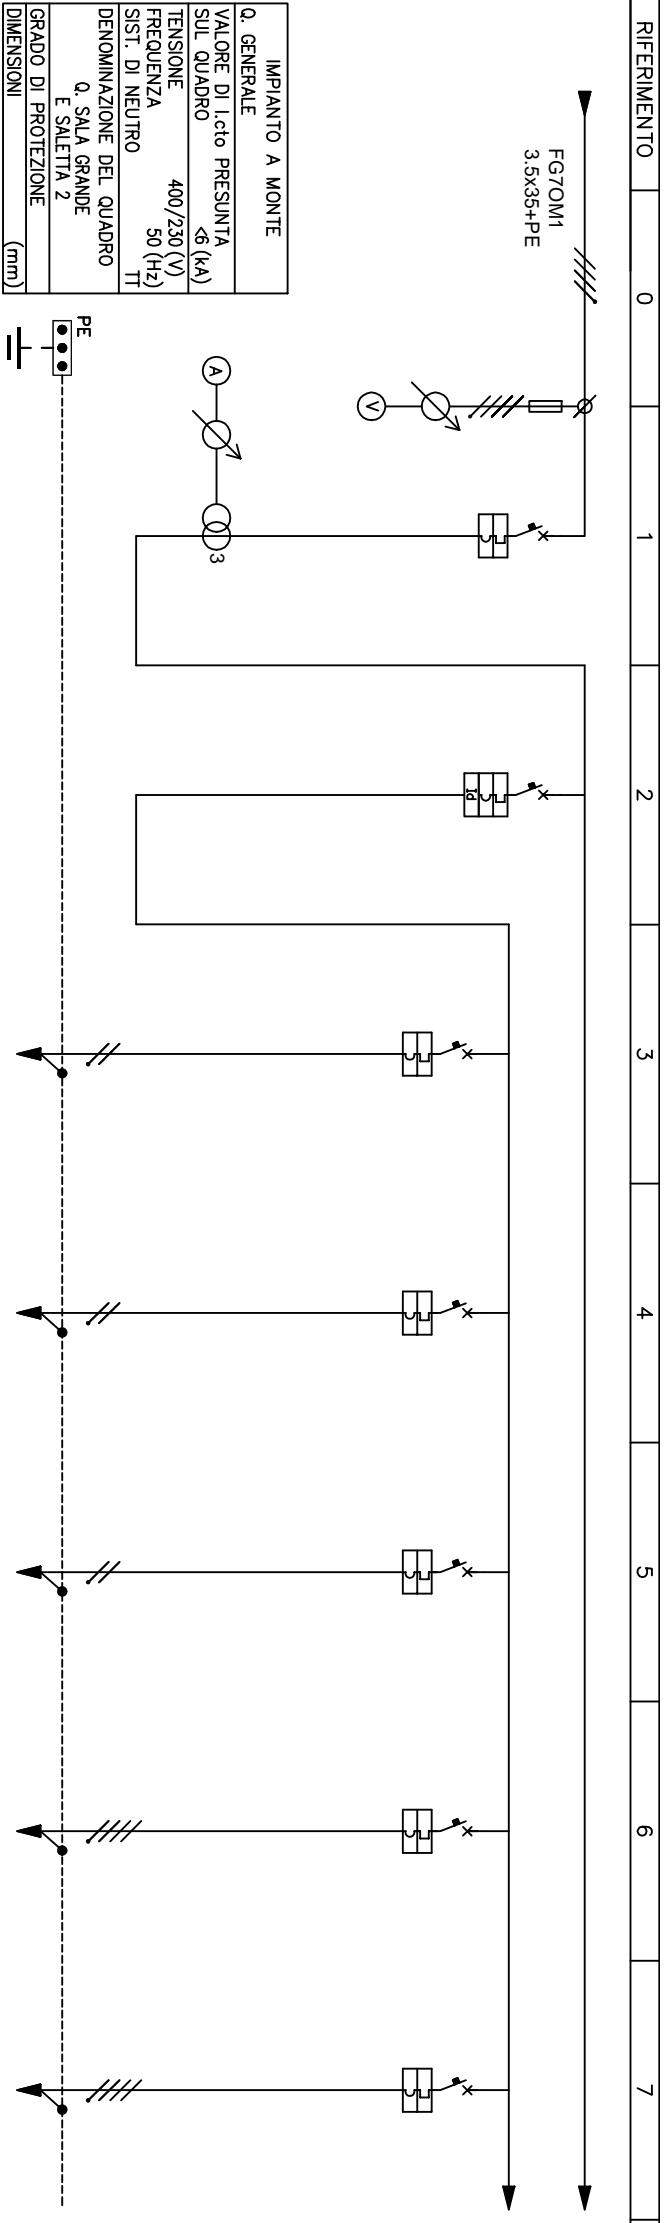 RIFERIMENTO
0
1
2
3
4
5
6
7
FG7OM1
3.5x35+PE
V
A
3
Id
PE
IMPIANTO A MONTE
Q. GENERALE
VALORE DI I.cto PRESUNTA
SUL QUADRO <6 (kA)
TENSIONE 400/230 (V)
FREQUENZA 50 (Hz)
SIST. DI NEUTRO TT
DENOMINAZIONE DEL QUADRO
Q. SALA GRANDE
E SALETTA 2
GRADO DI PROTEZIONE
DIMENSIONI (mm)